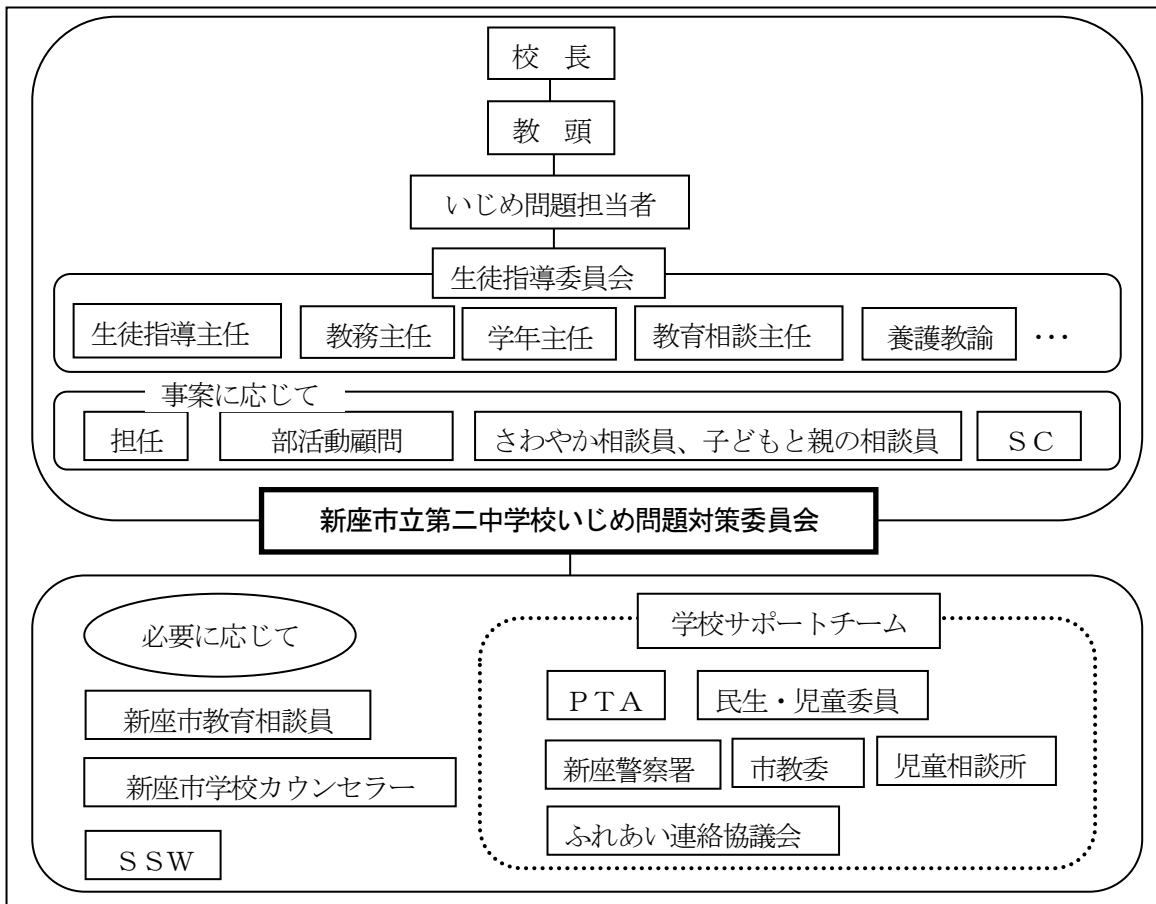 校　長
教　頭
いじめ問題担当者
生徒指導委員会
生徒指導主任　教務主任　学年主任　教育相談主任　養護教諭　…
事案に応じて
担任　部活動顧問　さわやか相談員、子どもと親の相談員　ＳＣ
新座市立第二中学校いじめ問題対策委員会
必要に応じて
新座市教育相談員
新座市学校カウンセラー
ＳＳＷ
学校サポートチーム
ＰＴＡ　民生・児童委員
新座警察署　市教委　児童相談所
ふれあい連絡協議会